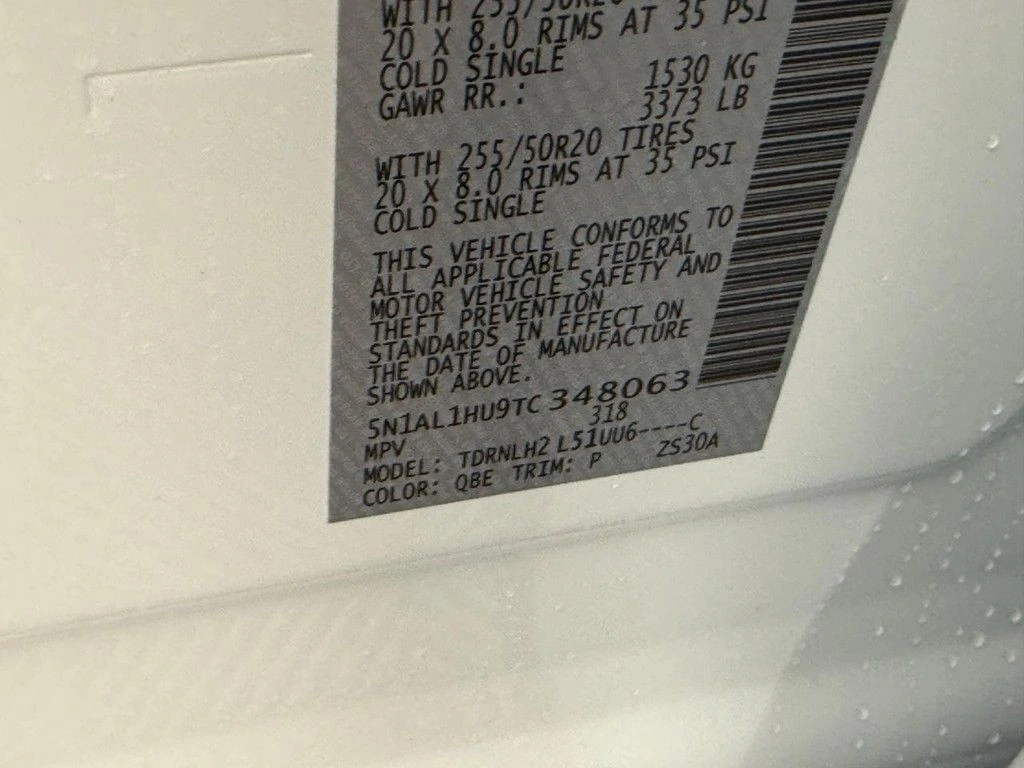 WITH 255/50R20
20 X 8.0 RIMS AT 35 PSI
COLD SINGLE
GAWR RR.: 1530 KG
3373 LB
WITH 255/50R20 TIRES
20 X 8.0 RIMS AT 35 PSI
COLD SINGLE
THIS VEHICLE CONFORMS TO
ALL APPLICABLE FEDERAL
MOTOR VEHICLE SAFETY AND
THEFT PREVENTION
STANDARDS IN EFFECT ON
THE DATE OF MANUFACTURE
SHOWN ABOVE.
5N1AL1HU9TC348063
MPV 318
MODEL: TDRNLH2 L51UU6----C
COLOR: QBE TRIM: P ZS30A